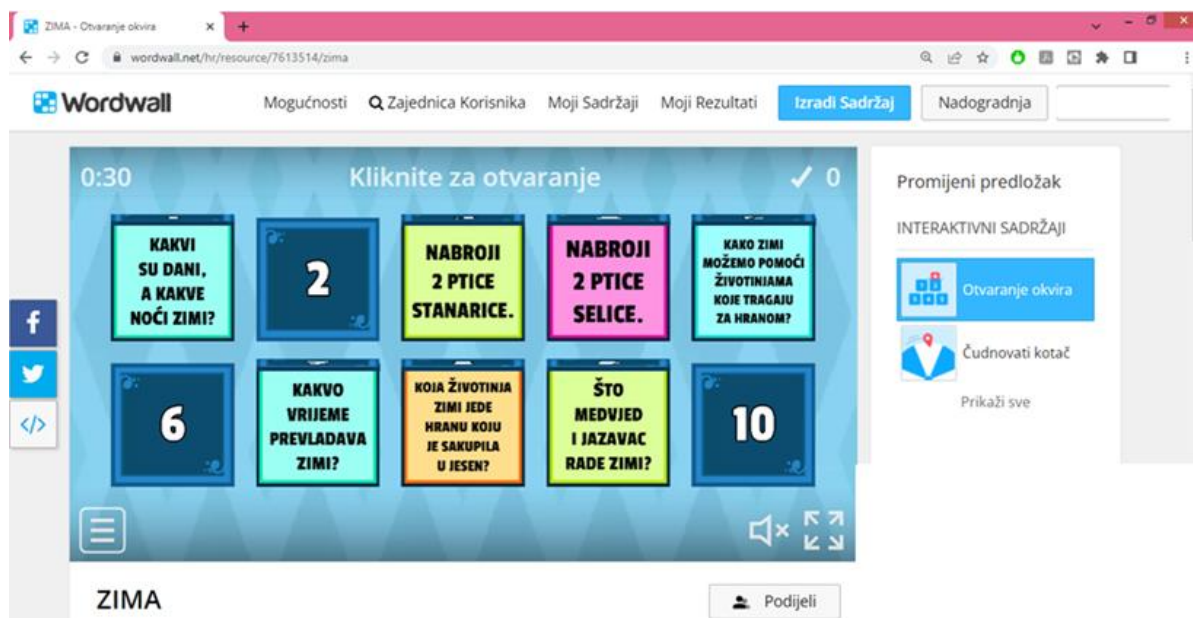 ZIMA - Otvaranje okvira
wordwall.net/hr/resource/7613514/zima
Wordwall
Mogućnosti
Zajednica Korisnika
Moji Sadržaji
Moji Rezultati
Izradi Sadržaj
Nadogradnja
0:30
Kliknite za otvaranje
0
KAKVI
SU DANI,
A KAKVE
NOĆI ZIMI?
2
NABROJI
2 PTICE
STANARICE.
NABROJI
2 PTICE
SELICE.
KAKO ZIMI
MOŽEMO POMOĆI
ŽIVOTINJAMA
KOJE TRAGAJU
ZA HRANOM?
6
KAKVO
VRIJEME
PREVLADAVA
ZIMI?
KOJA ŽIVOTINJA
ZIMI JEDE
HRANU KOJU
JE SAKUPILA
U JESEN?
ŠTO
MEDVJED
I JAZAVAC
RADE ZIMI?
10
Promijeni predložak
INTERAKTIVNI SADRŽAJI
Otvaranje okvira
Čudnovati kotač
Prikaži sve
ZIMA
Podijeli